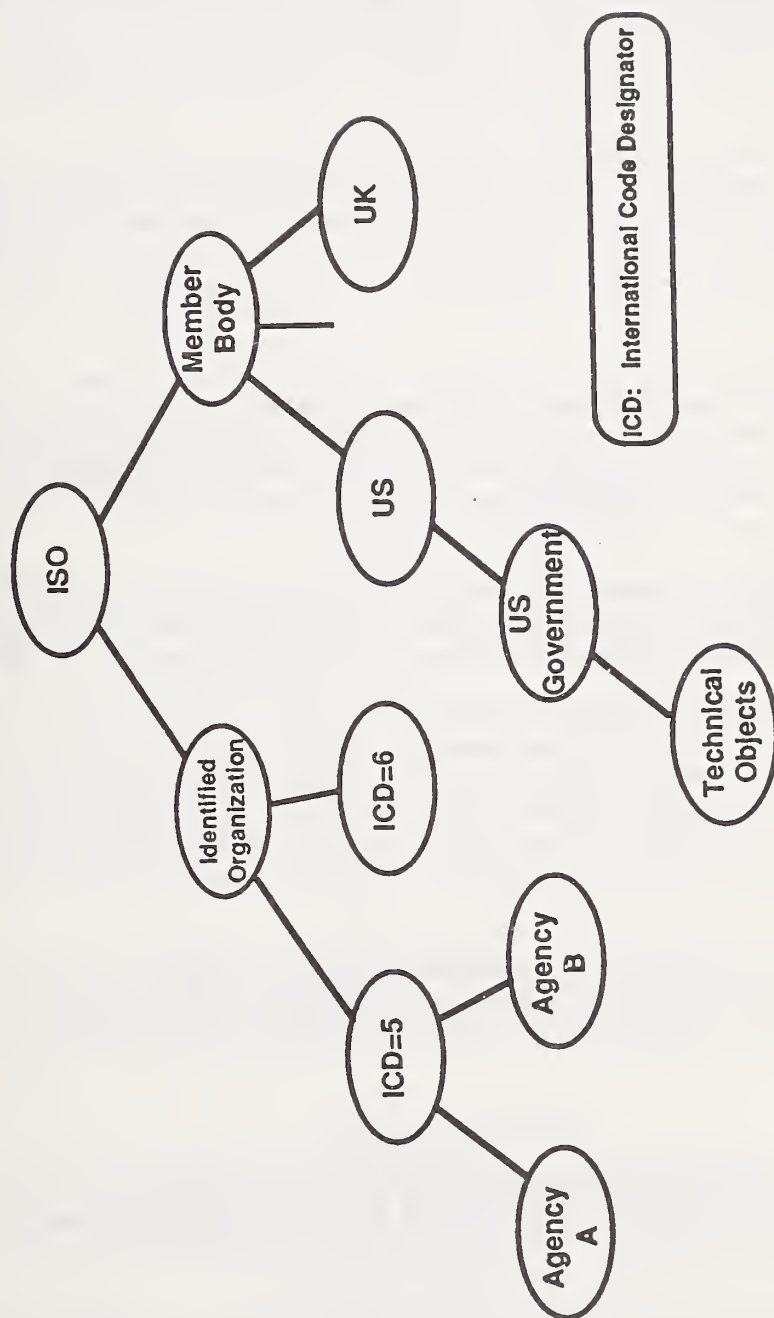 ISO
Identified
Organization
Member
Body
ICD=5
ICD=6
US
UK
Agency
A
Agency
B
US
Government
Technical
Objects
ICD: International Code Designator